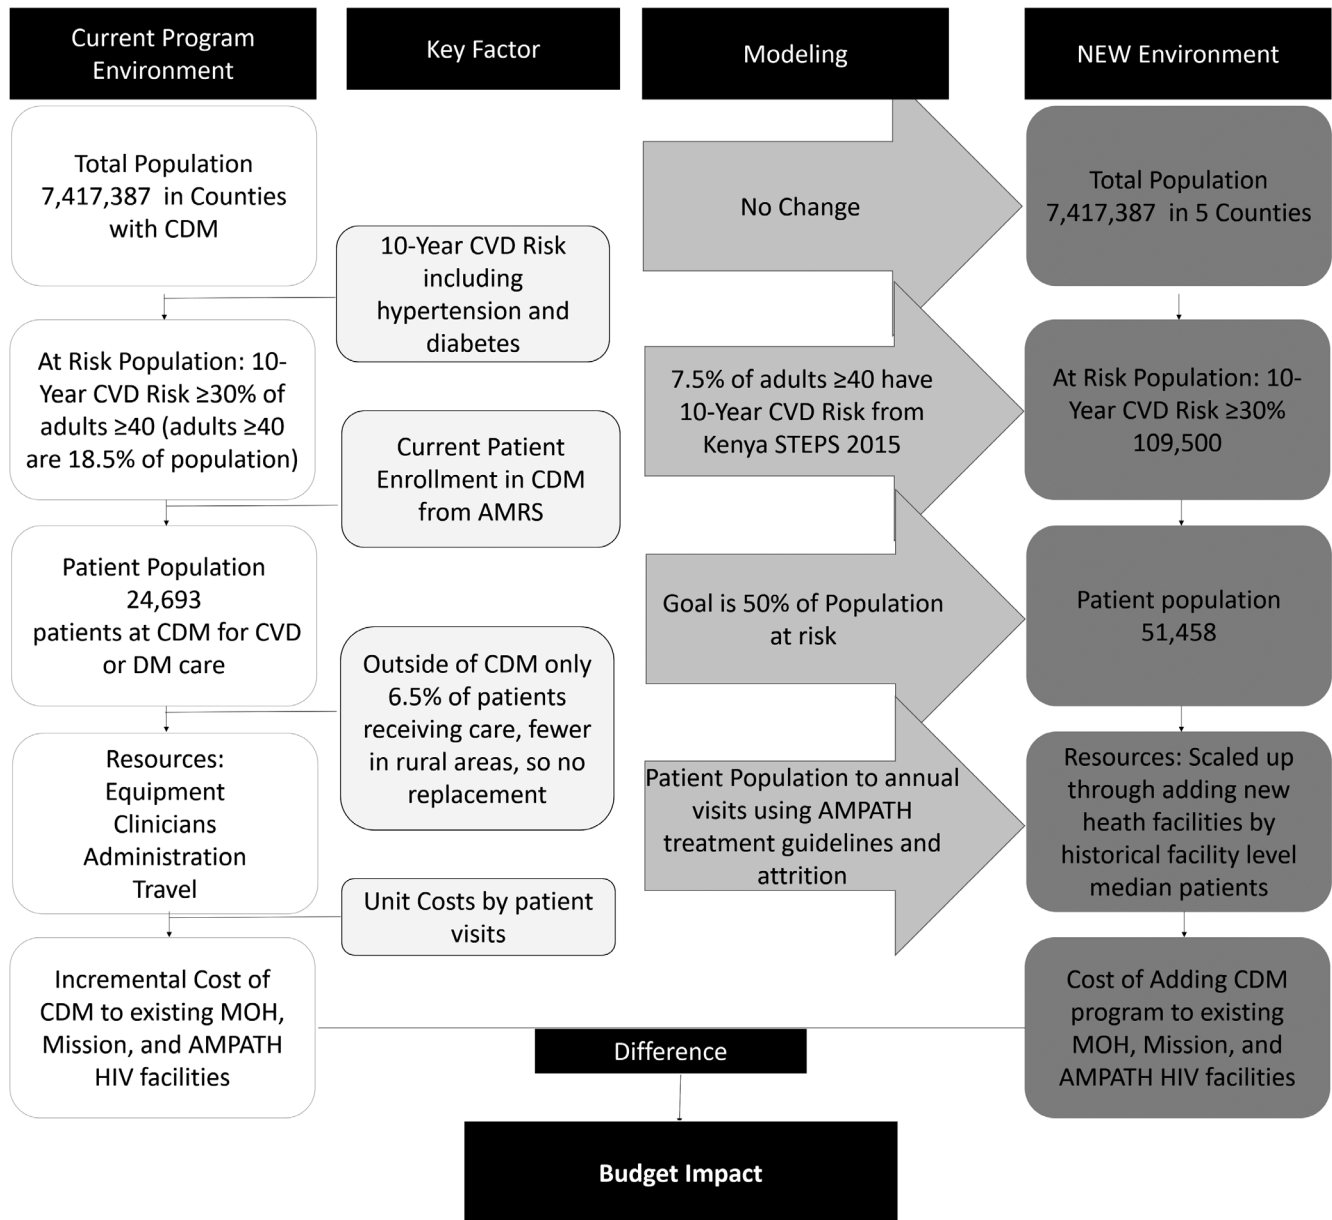 Current Program
Environment
Key Factor
Modeling
NEW Environment
Total Population
7,417,387 in Counties
with CDM
10-Year CVD Risk
including
hypertension and
diabetes
No Change
Total Population
7,417,387 in 5 Counties
At Risk Population: 10-
Year CVD Risk ≥30% of
adults ≥40 (adults ≥40
are 18.5% of population)
Current Patient
Enrollment in CDM
from AMRS
7.5% of adults ≥40 have
10-Year CVD Risk from
Kenya STEPS 2015
At Risk Population: 10-
Year CVD Risk ≥30%
109,500
Patient Population
24,693
patients at CDM for CVD
or DM care
Outside of CDM only
6.5% of patients
receiving care, fewer
in rural areas, so no
replacement
Goal is 50% of Population
at risk
Patient population
51,458
Resources:
Equipment
Clinicians
Administration
Travel
Unit Costs by patient
visits
Patient Population to annual
visits using AMPATH
treatment guidelines and
attrition
Resources: Scaled up
through adding new
heath facilities by
historical facility level
median patients
Incremental Cost of
CDM to existing MOH,
Mission, and AMPATH
HIV facilities
Cost of Adding CDM
program to existing
MOH, Mission, and
AMPATH HIV facilities
Difference
Budget Impact